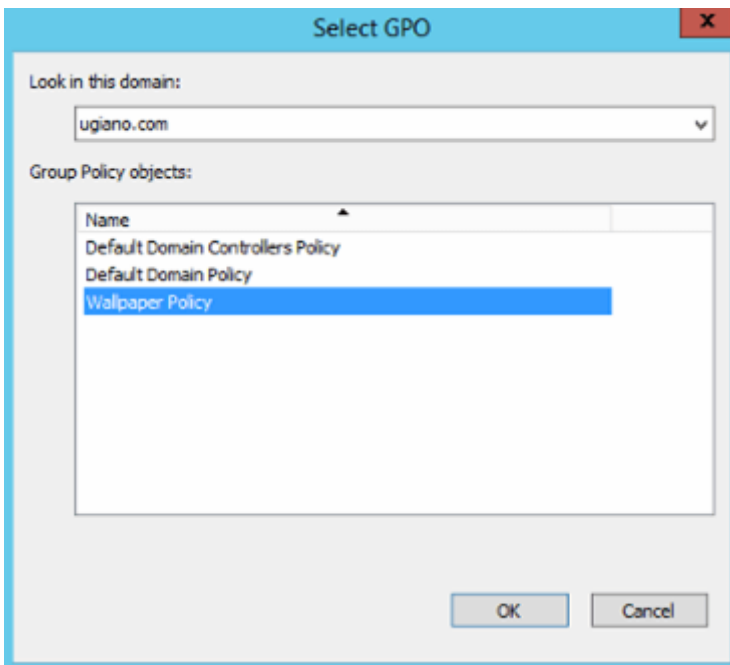 Select GPO
x
Look in this domain:
ugiano.com
Group Policy objects:
Name
Default Domain Controllers Policy
Default Domain Policy
Wallpaper Policy
OK Cancel